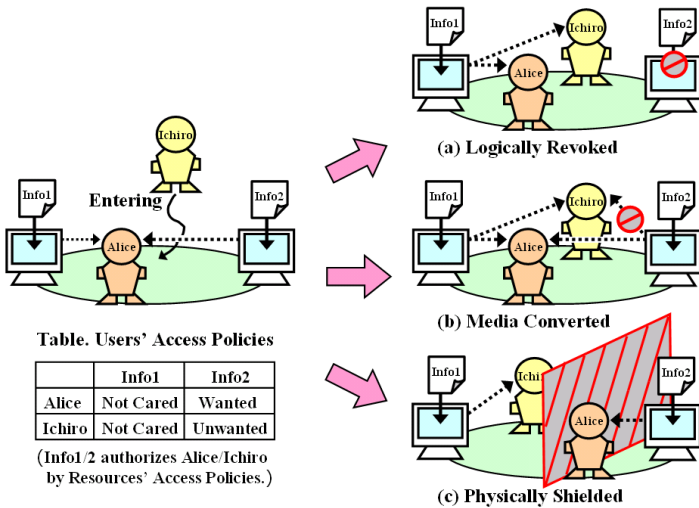 Info1
Ichiro
Info2
Alice
(a) Logically Revoked
Ichiro
Info1
Entering
Info2
Alice
Info1
Ichiro
Info2
Alice
(b) Media Converted
Table. Users' Access Policies
Info1 Info2
Alice Not Cared Wanted
Ichiro Not Cared Unwanted
(Info1/2 authorizes Alice/Ichiro
by Resources' Access Policies.)
Info1
Ichiro
Info2
Alice
(c) Physically Shielded